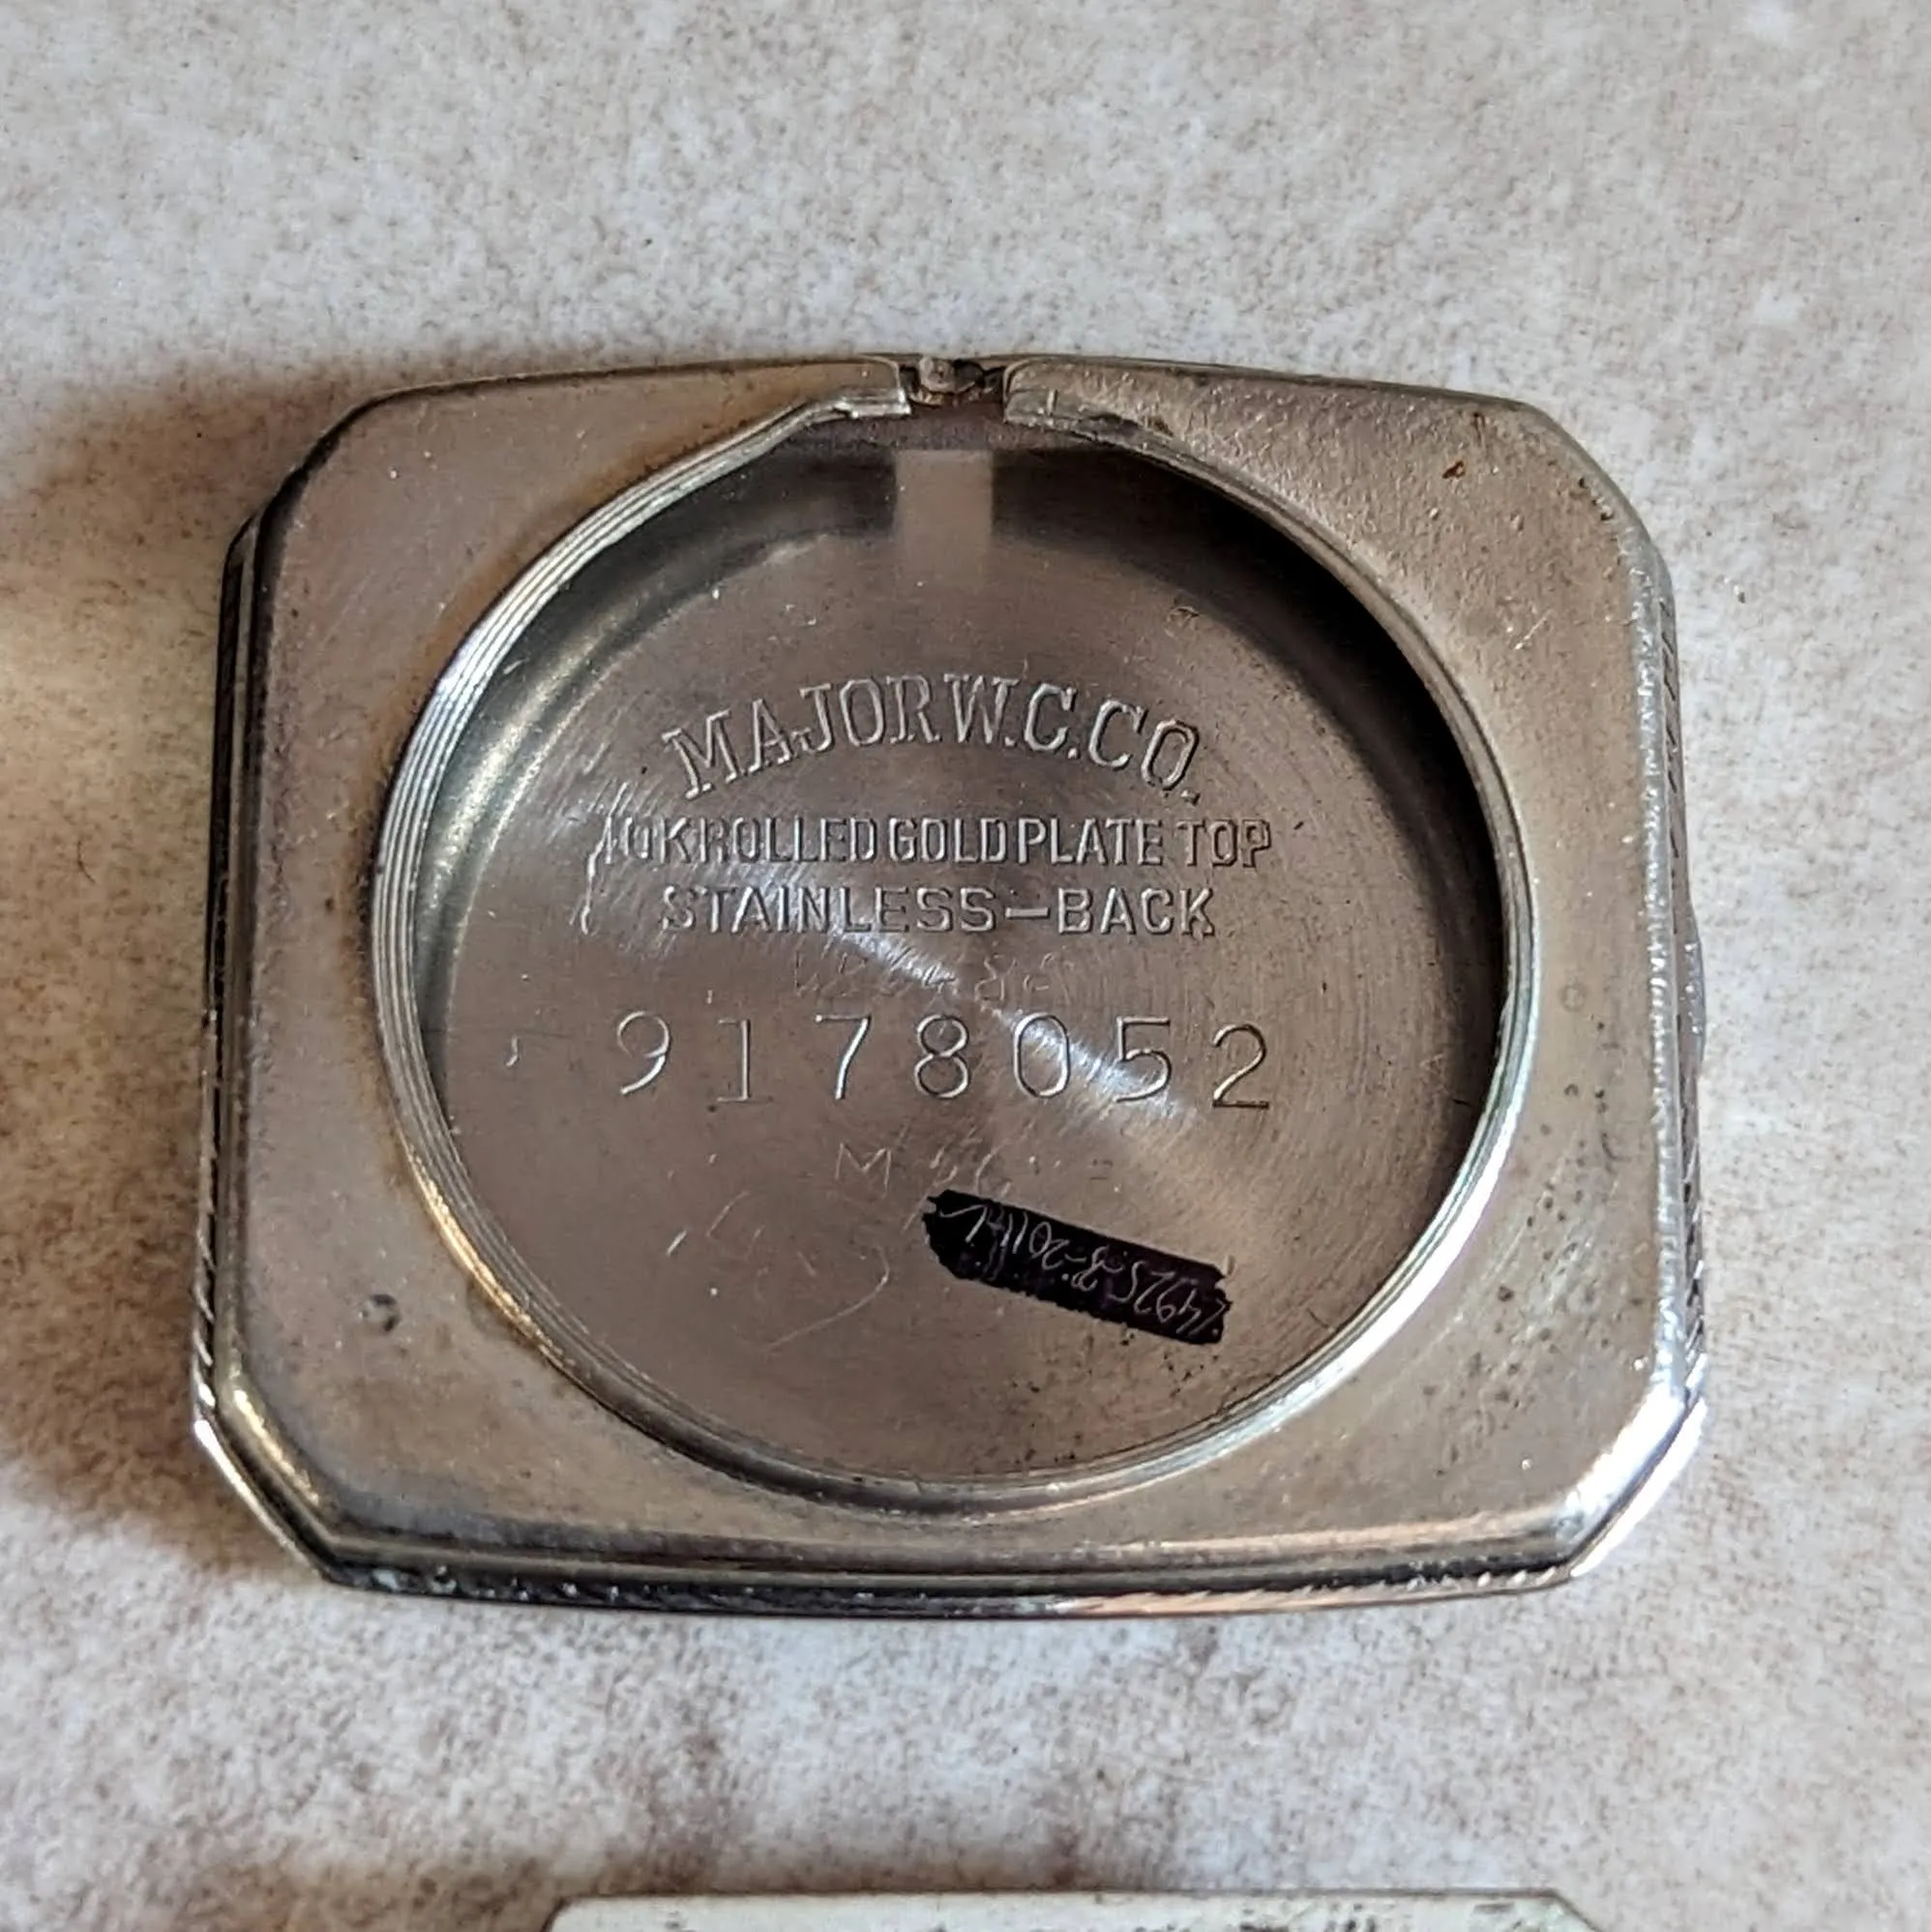 MAJOR W.C.CO.
10K ROLLED GOLD PLATE TOP
STAINLESS-BACK
9178052
M